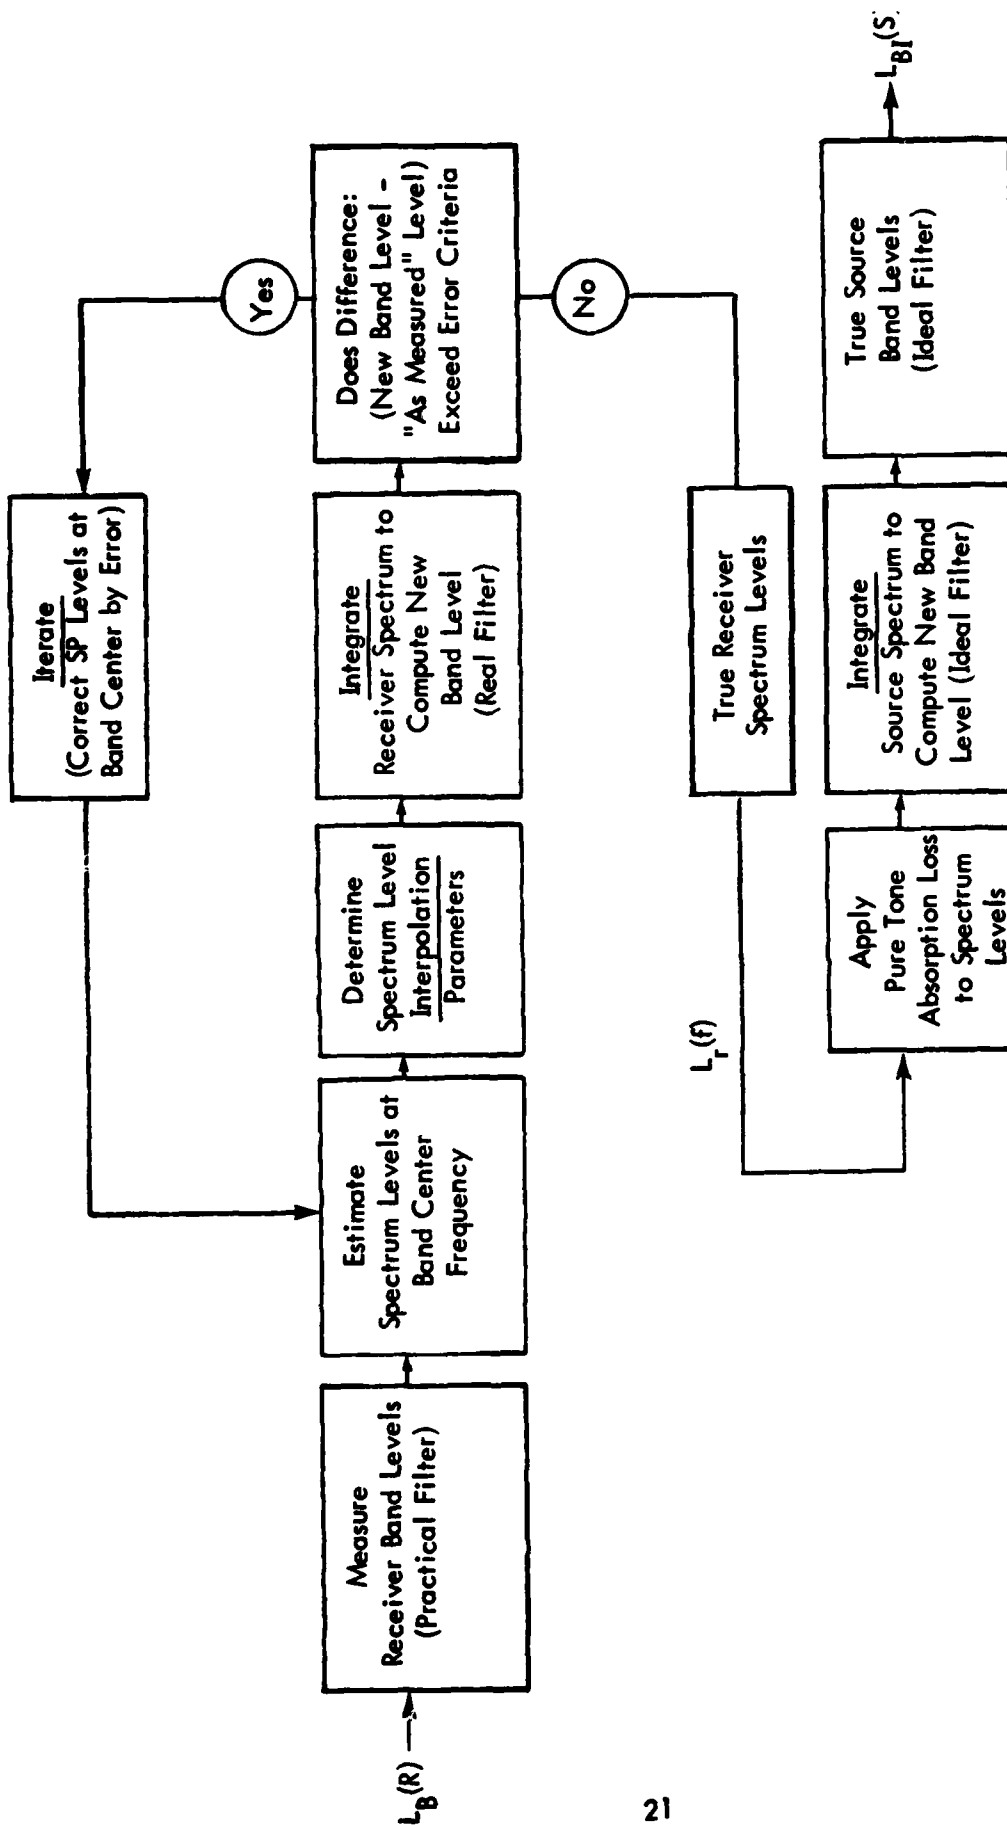 L_B(R)
Measure
Receiver Band Levels
(Practical Filter)
Estimate
Spectrum Levels at
Band Center
Frequency
Determine
Spectrum Level
Interpolation
Parameters
Integrate
Receiver Spectrum to
Compute New
Band Level
(Real Filter)
Does Difference:
(New Band Level -
"As Measured" Level)
Exceed Error Criteria
Yes
Iterate
(Correct SP Levels at
Band Center by Error)
No
True Receiver
Spectrum Levels
L_r(f)
Apply
Pure Tone
Absorption Loss
to Spectrum
Levels
Integrate
Source Spectrum to
Compute New Band
Level (Ideal Filter)
True Source
Band Levels
(Ideal Filter)
L_BI(S
21